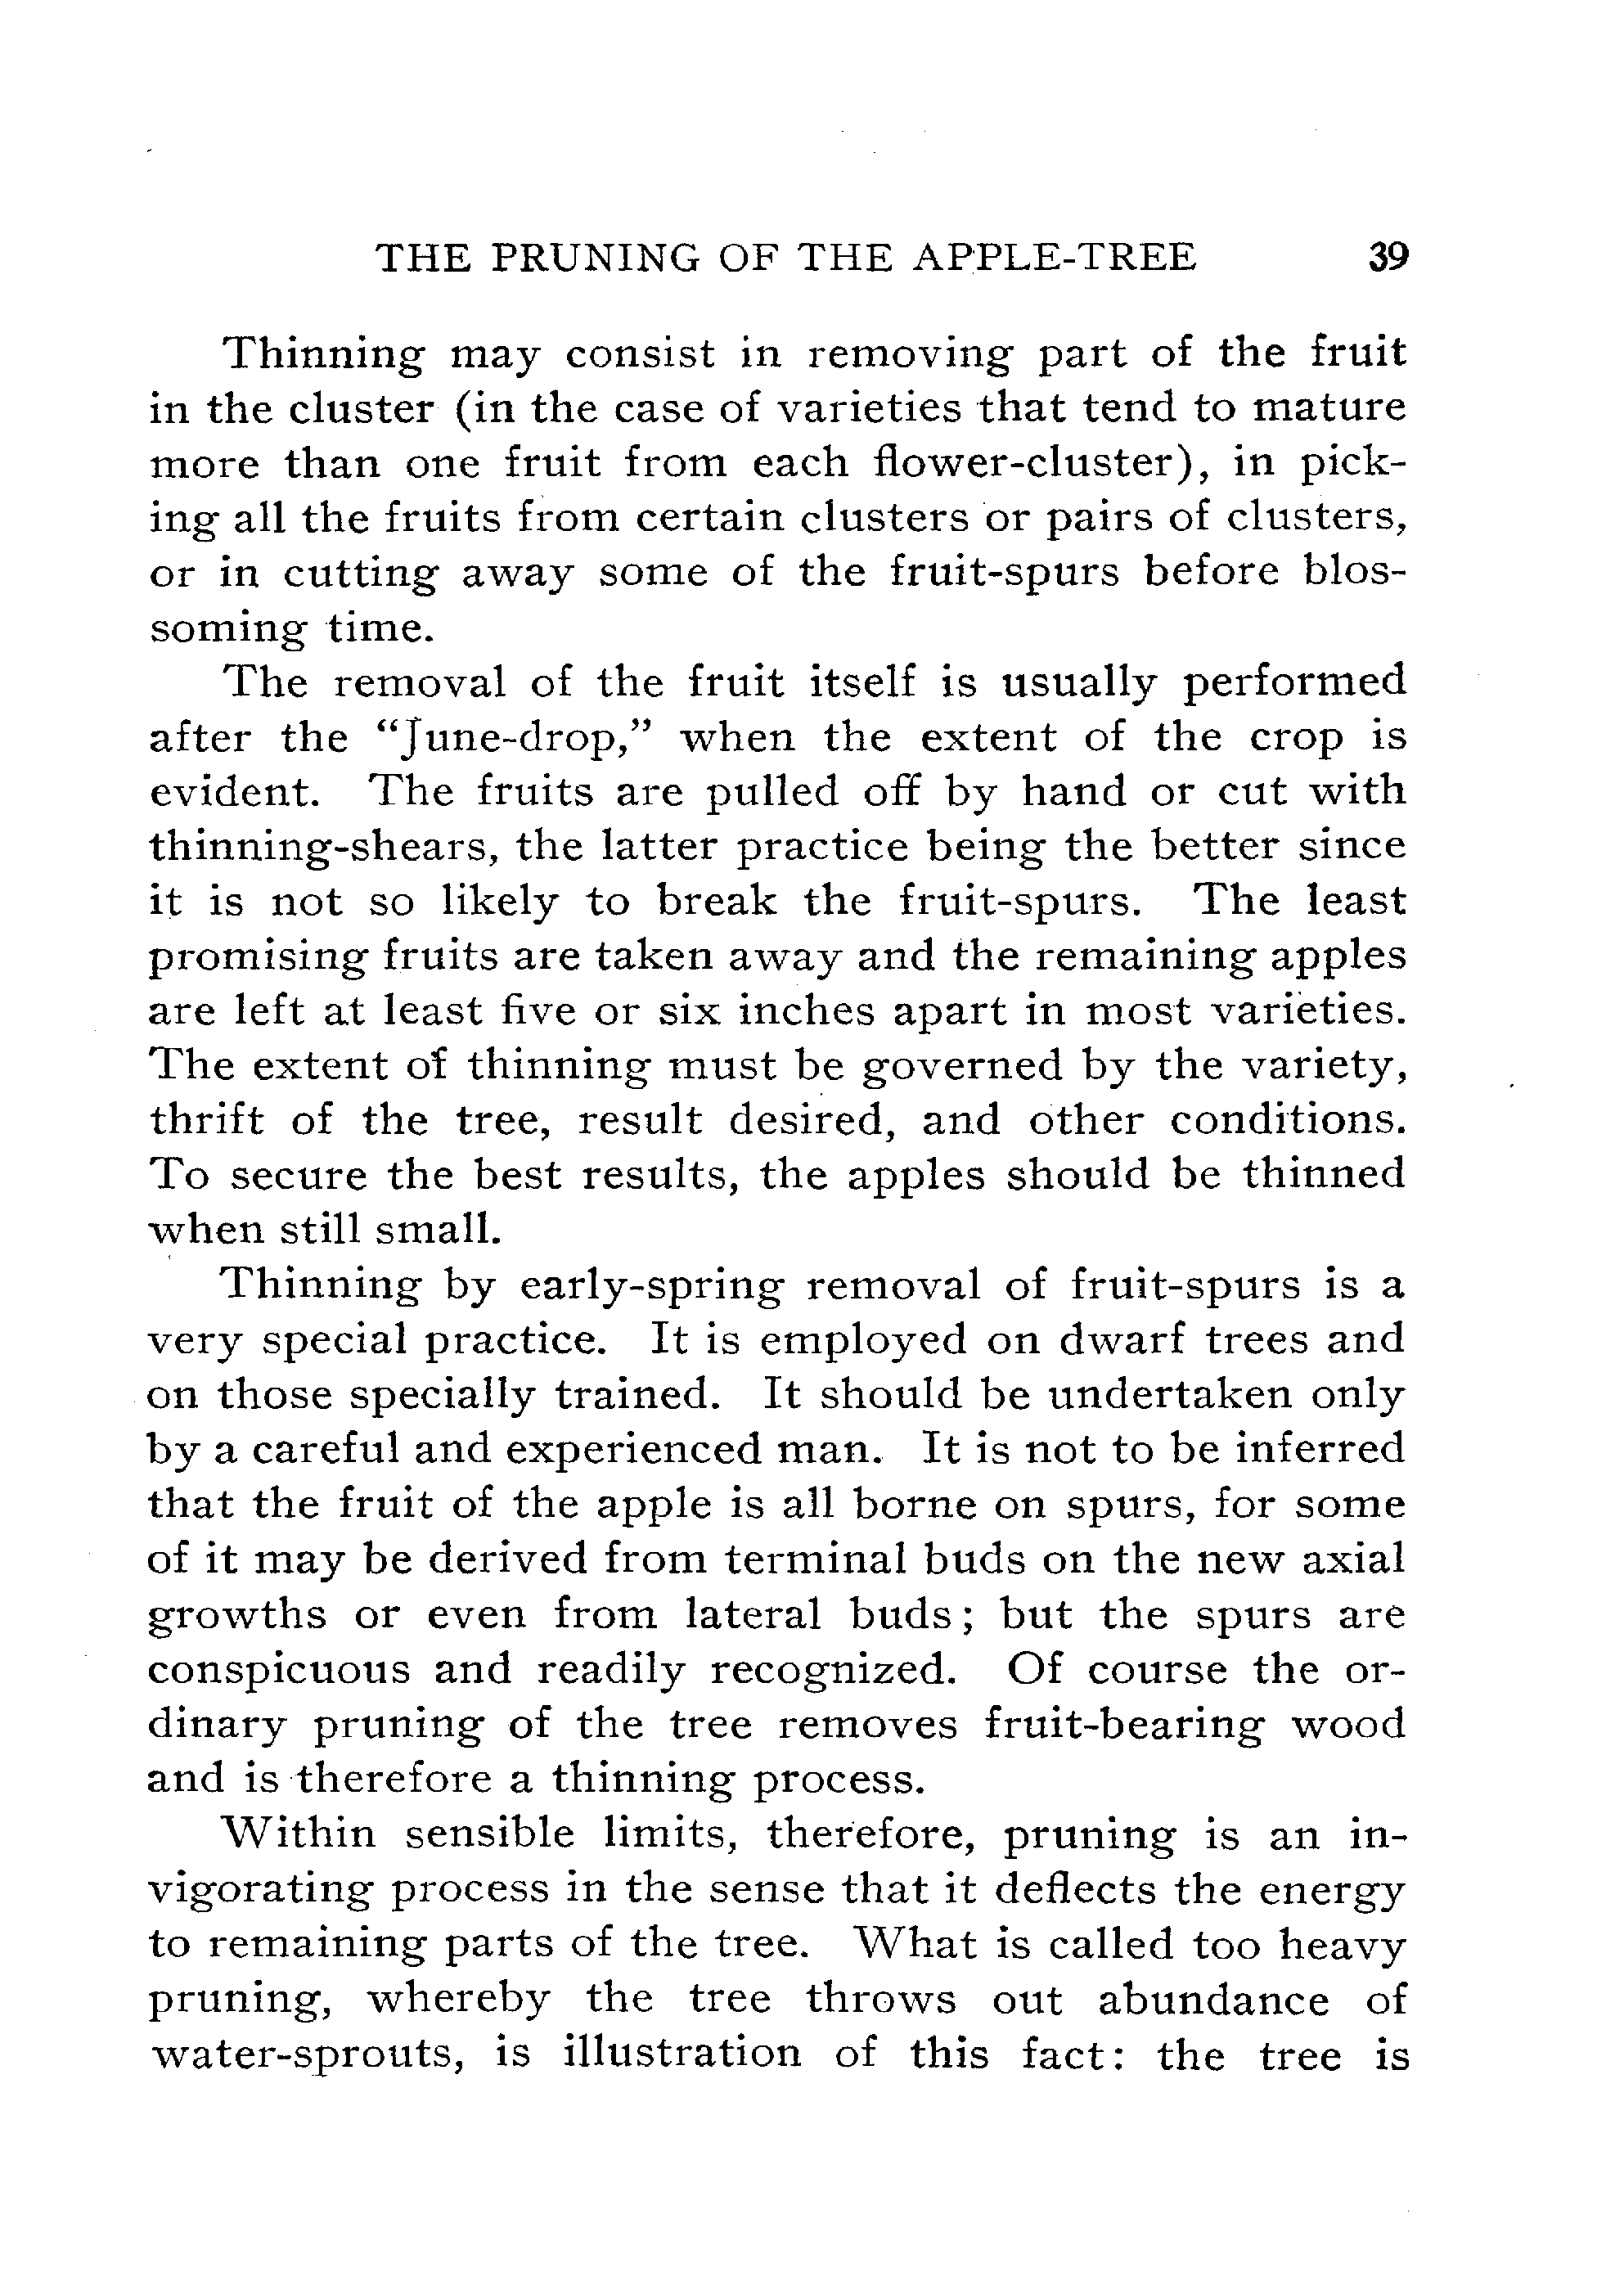 THE PRUNING OF THE APPLE-TREE 39
Thinning may consist in removing part of the fruit
in the cluster (in the case of varieties that tend to mature
more than one fruit from each flower-cluster), in pick-
ing all the fruits from certain clusters or pairs of clusters,
or in cutting away some of the fruit-spurs before blos-
soming time.
The removal of the fruit itself is usually performed
after the “June-drop,” when the extent of the crop is
evident. The fruits are pulled off by hand or cut with
thinning-shears, the latter practice being the better since
it is not so likely to break the fruit-spurs. The least
promising fruits are taken away and the remaining apples
are left at least five or six inches apart in most varieties.
The extent of thinning must be governed by the variety,
thrift of the tree, result desired, and other conditions.
To secure the best results, the apples should be thinned
when still small.
Thinning by early-spring removal of fruit-spurs is a
very special practice. It is employed on dwarf trees and
on those specially trained. It should be undertaken only
by a careful and experienced man. It is not to be inferred
that the fruit of the apple is all borne on spurs, for some
of it may be derived from terminal buds on the new axial
growths or even from lateral buds; but the spurs are
conspicuous and readily recognized. Of course the or-
dinary pruning of the tree removes fruit-bearing wood
and is therefore a thinning process.
Within sensible limits, therefore, pruning is an in-
vigorating process in the sense that it deflects the energy
to remaining parts of the tree. What is called too heavy
pruning, whereby the tree throws out abundance of
water-sprouts, is illustration of this fact: the tree is